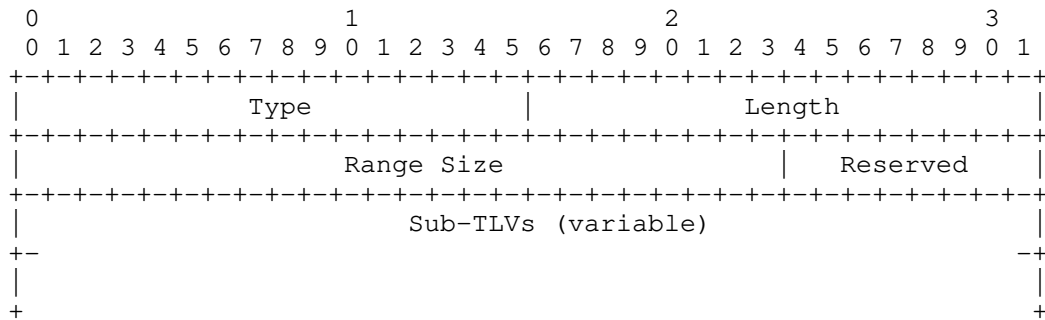 0                   1                   2                   3
 0 1 2 3 4 5 6 7 8 9 0 1 2 3 4 5 6 7 8 9 0 1 2 3 4 5 6 7 8 9 0 1
+-+-+-+-+-+-+-+-+-+-+-+-+-+-+-+-+-+-+-+-+-+-+-+-+-+-+-+-+-+-+-+-+
|              Type             |             Length            |
+-+-+-+-+-+-+-+-+-+-+-+-+-+-+-+-+-+-+-+-+-+-+-+-+-+-+-+-+-+-+-+-+
|                    Range Size                 |   Reserved    |
+-+-+-+-+-+-+-+-+-+-+-+-+-+-+-+-+-+-+-+-+-+-+-+-+-+-+-+-+-+-+-+-+
|                        Sub-TLVs (variable)                    |
+-                                                             -+
|                                                               |
+                                                               +